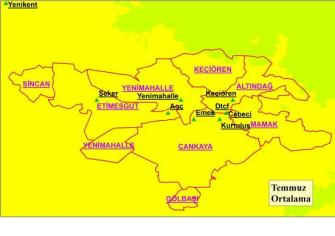 Yenikent
KEÇİÖREN
SİNCAN
YENİMAHALLE
ALTINDAĞ
Şeker
Yenimahalle
Keçiören
ETİMESGUT
Aoç
Dtcf
Emek
Cebeci
Kurtuluş
MAMAK
YENİMAHALLE
ÇANKAYA
GÖLBAŞI
Temmuz
Ortalama